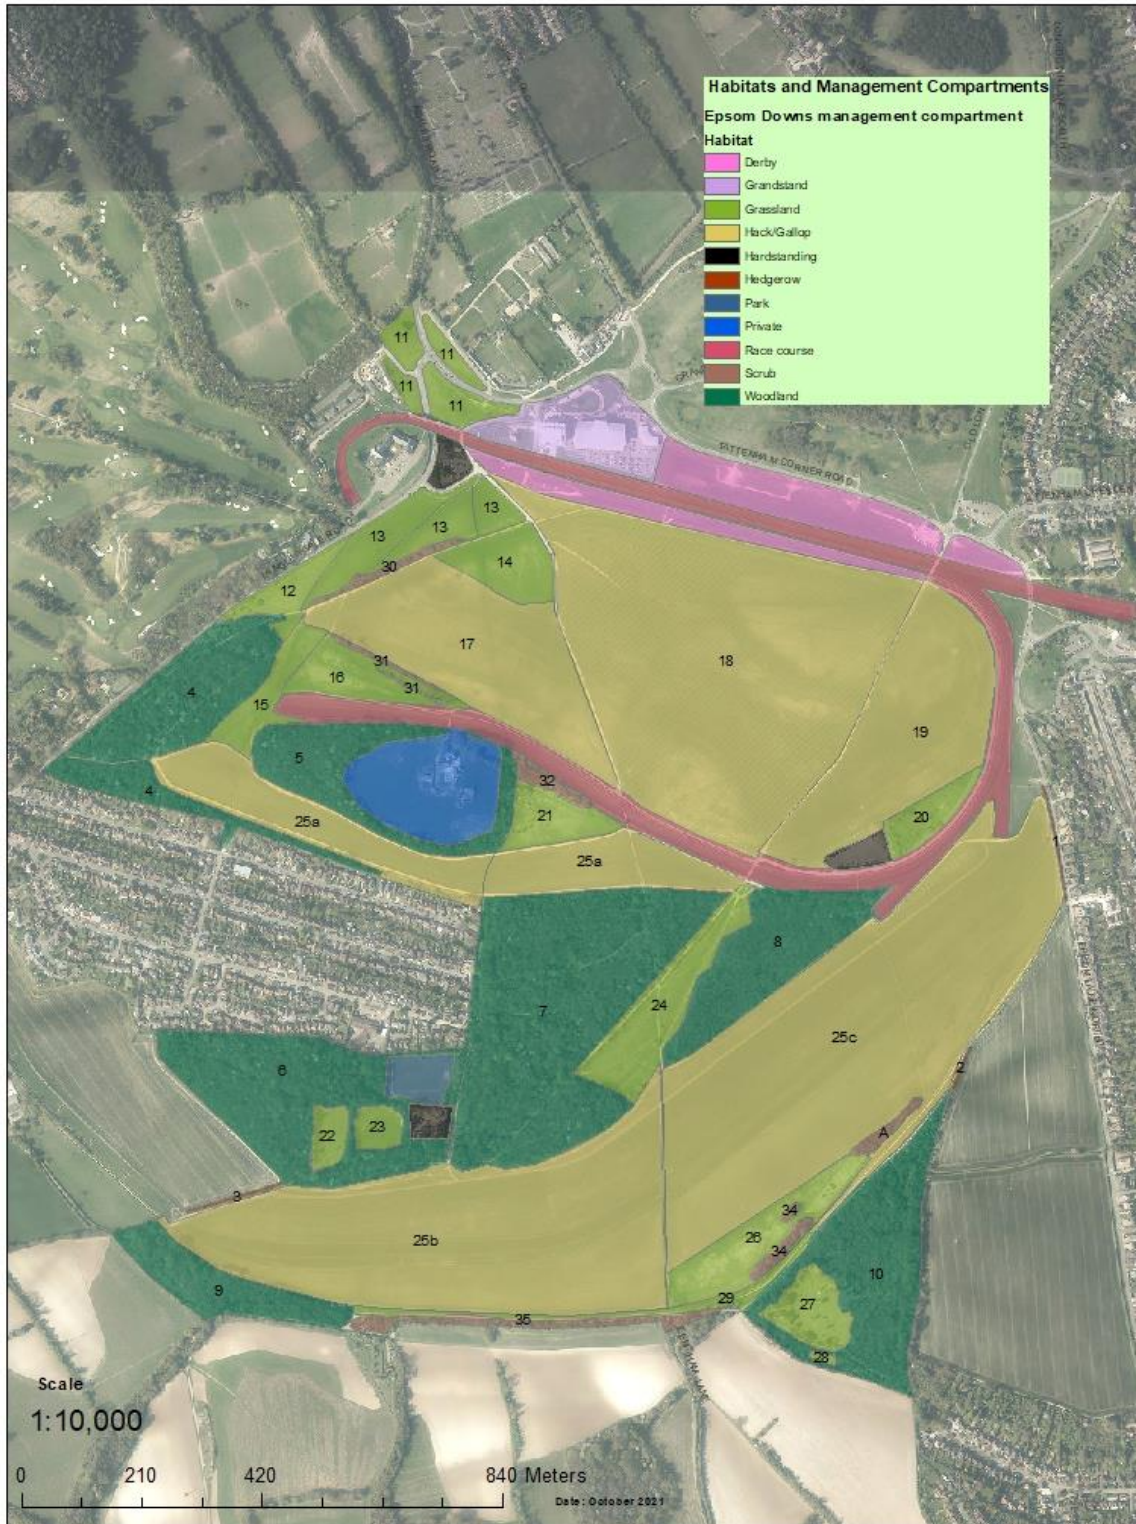 Habitats and Management Compartments
Epsom Downs management compartment
Habitat
Derby
Grandstand
Grassland
Hack/Gallop
Hardstanding
Hedgerow
Park
Private
Race course
Scrub
Woodland
11
11
11
11
TATTENHAM CORNER ROAD
13
13
13
14
30
12
17
31
18
16
31
4
15
19
5
32
4
21
20
25a
25a
1
8
24
7
25c
6
2
22
23
A
3
34
26
25b
34
10
9
29
27
35
28
Scale
1:10,000
0 210 420 840 Meters
Date: October 2021